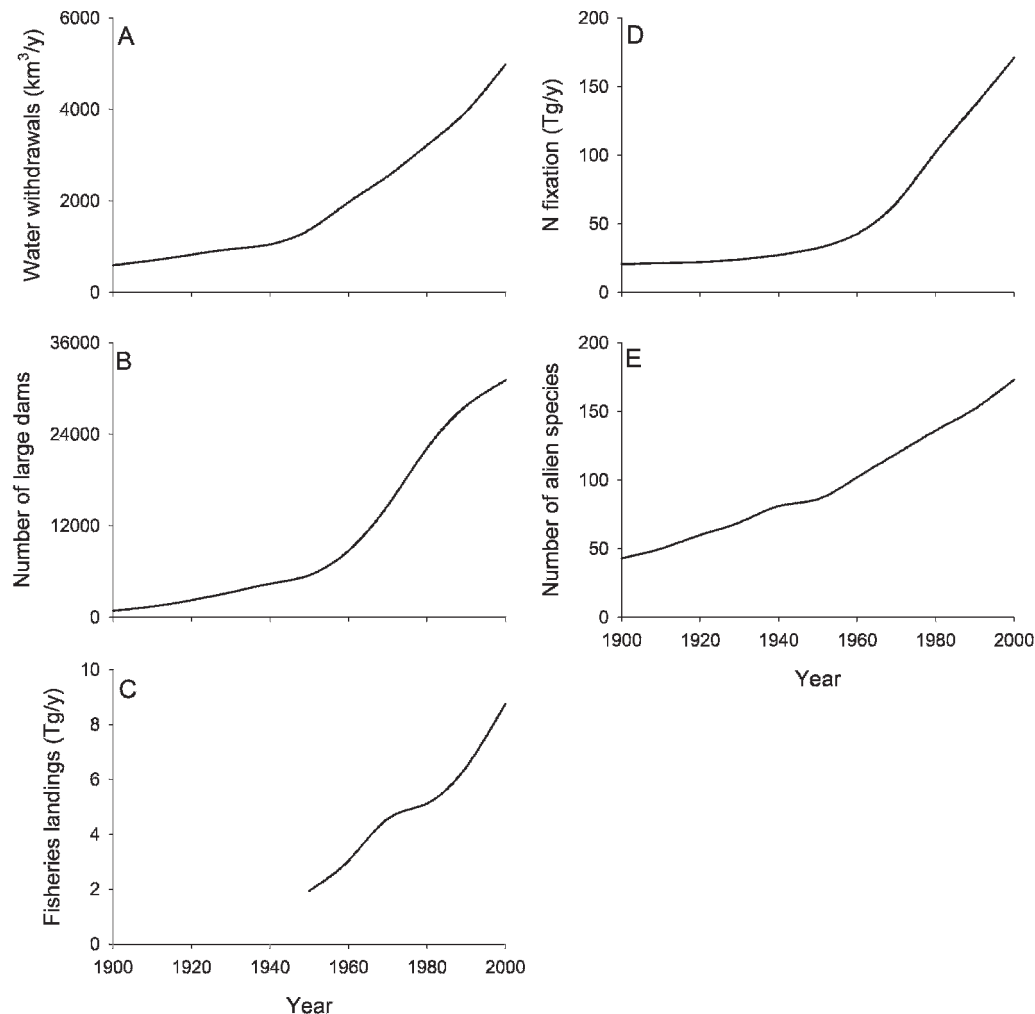 A
Water withdrawals (km³/y)
6000
4000
2000
0
B
Number of large dams
36000
24000
12000
0
C
Fisheries landings (Tg/y)
10
8
6
4
2
0
1900 1920 1940 1960 1980 2000
Year
D
N fixation (Tg/y)
200
150
100
50
0
E
Number of alien species
200
150
100
50
0
1900 1920 1940 1960 1980 2000
Year